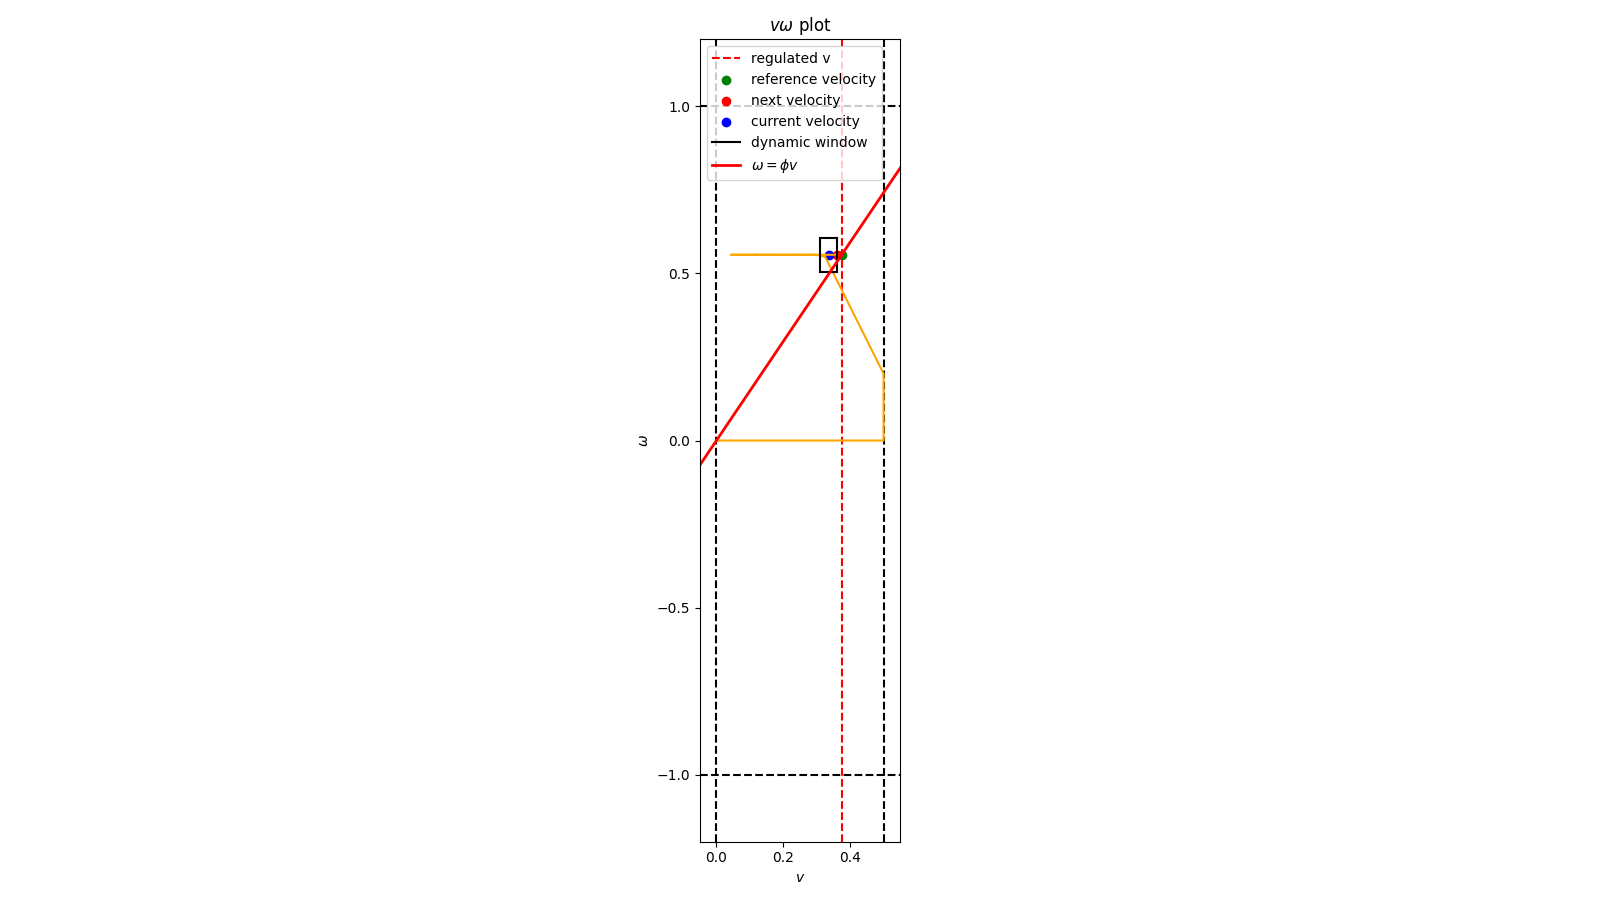 vω plot
regulated v
reference velocity
next velocity
current velocity
dynamic window
ω = ϕv
1.0
0.5
0.0
−0.5
−1.0
ω
0.0 0.2 0.4
v